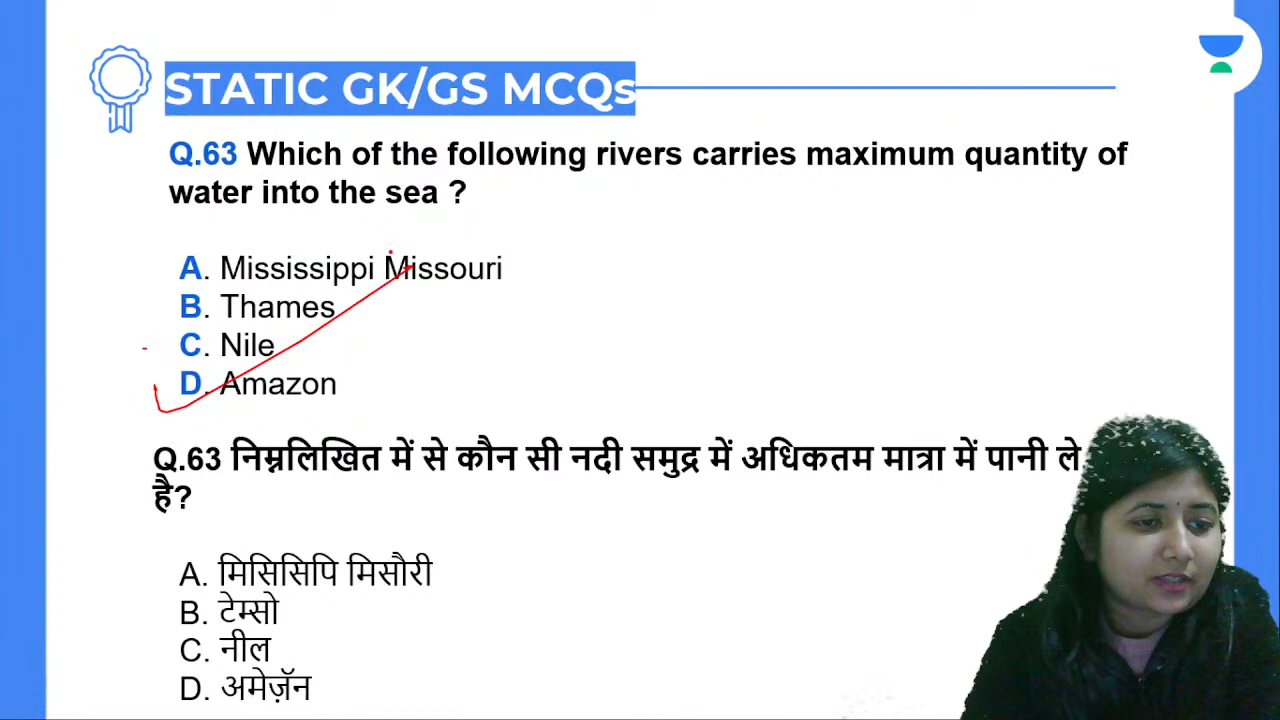 STATIC GK/GS MCQs
Q.63 Which of the following rivers carries maximum quantity of
water into the sea ?
A. Mississippi Missouri
B. Thames
C. Nile
D. Amazon
Q.63 निम्नलिखित में से कौन सी नदी समुद्र में अधिकतम मात्रा में पानी ले
है?
A. मिसिसिपि मिसौरी
B. टेम्सो
C. नील
D. अमेज़ॅन